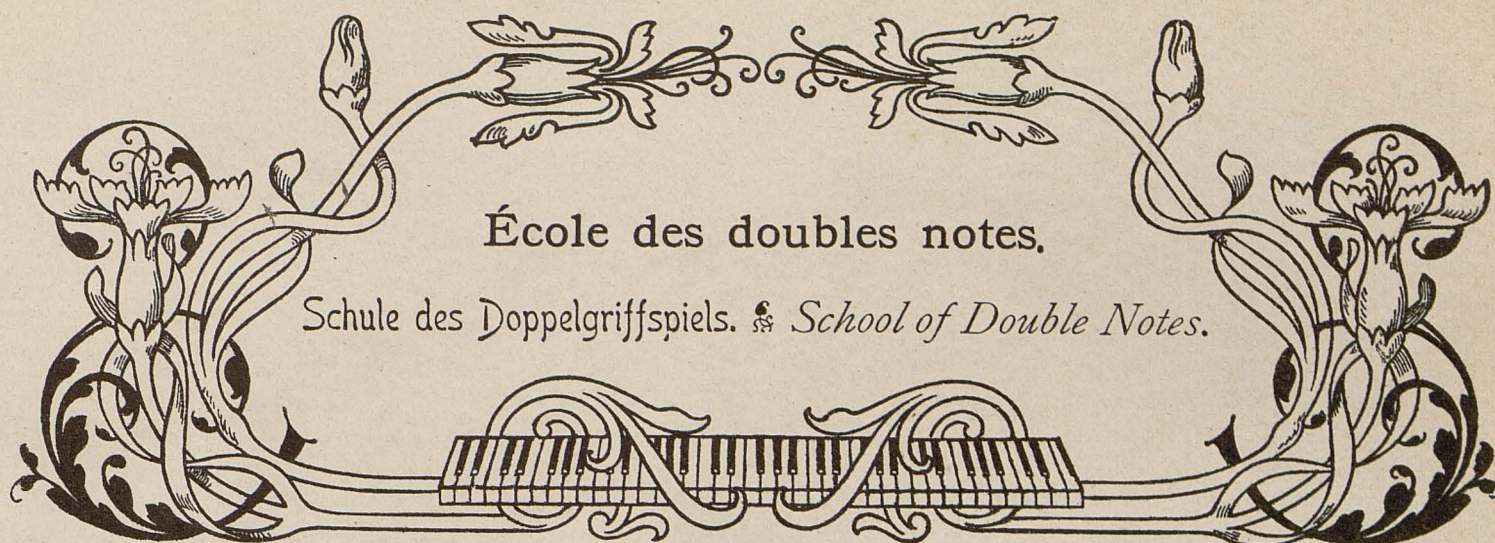 École des doubles notes.
Schule des Doppelgriffspiels. School of Double Notes.